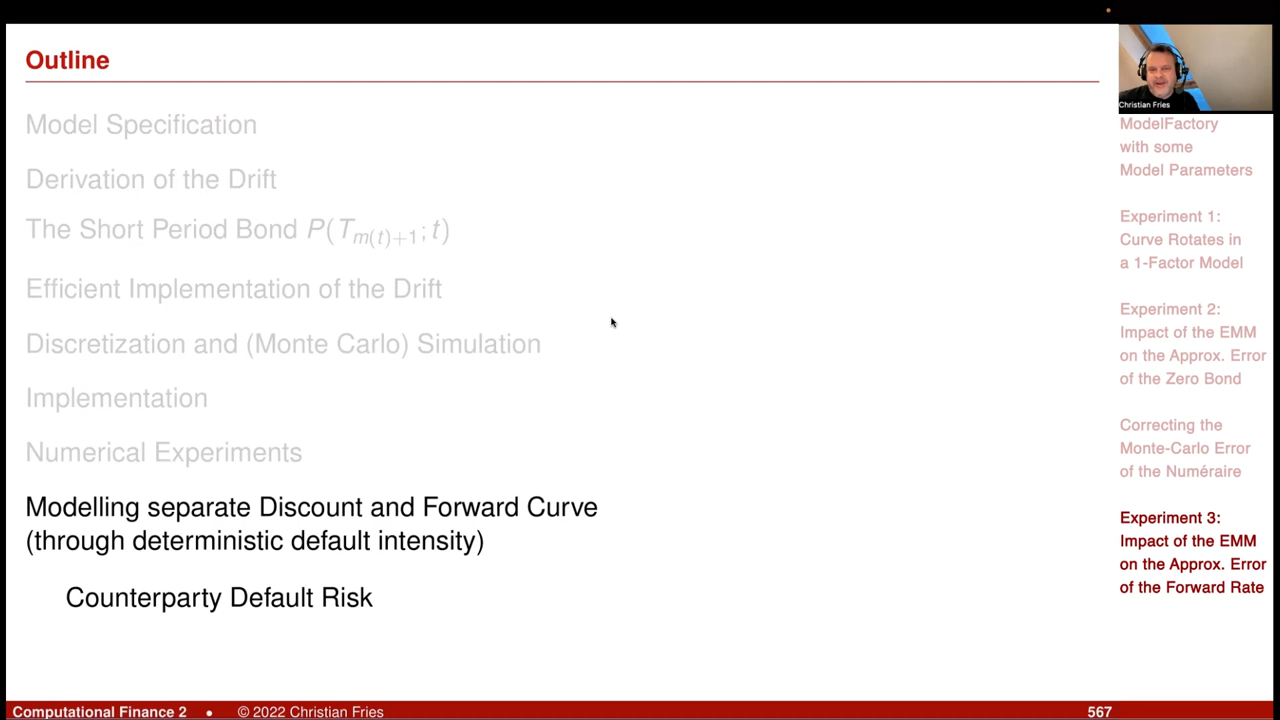 Outline
Model Specification
Derivation of the Drift
The Short Period Bond P(T_{m(t)+1}; t)
Efficient Implementation of the Drift
Discretization and (Monte Carlo) Simulation
Implementation
Numerical Experiments
Modelling separate Discount and Forward Curve
(through deterministic default intensity)
Counterparty Default Risk
Christian Fries
ModelFactory
with some
Model Parameters
Experiment 1:
Curve Rotates in
a 1-Factor Model
Experiment 2:
Impact of the EMM
on the Approx. Error
of the Zero Bond
Correcting the
Monte-Carlo Error
of the Numéraire
Experiment 3:
Impact of the EMM
on the Approx. Error
of the Forward Rate
Computational Finance 2 • © 2022 Christian Fries 567